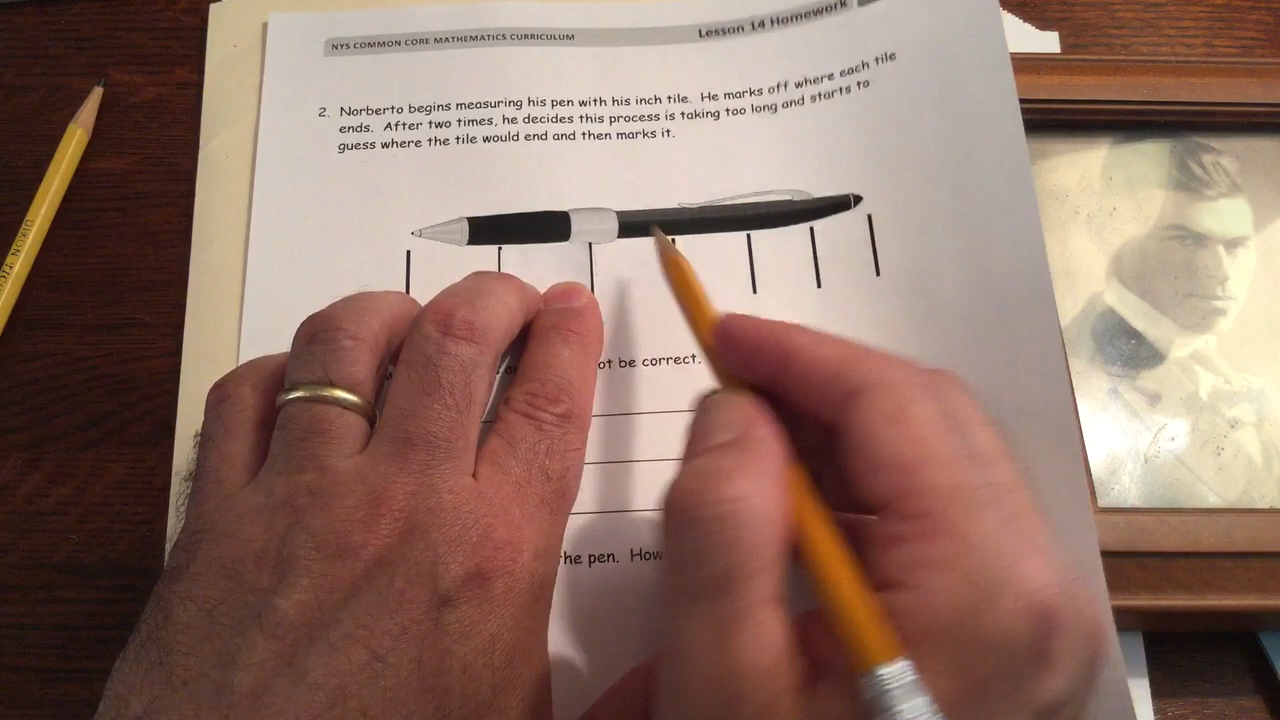 NYS COMMON CORE MATHEMATICS CURRICULUM
Lesson 14 Homework
2. Norberto begins measuring his pen with his inch tile. He marks off where each tile
ends. After two times, he decides this process is taking too long and starts to
guess where the tile would end and then marks it.
ot be correct.
the pen. How